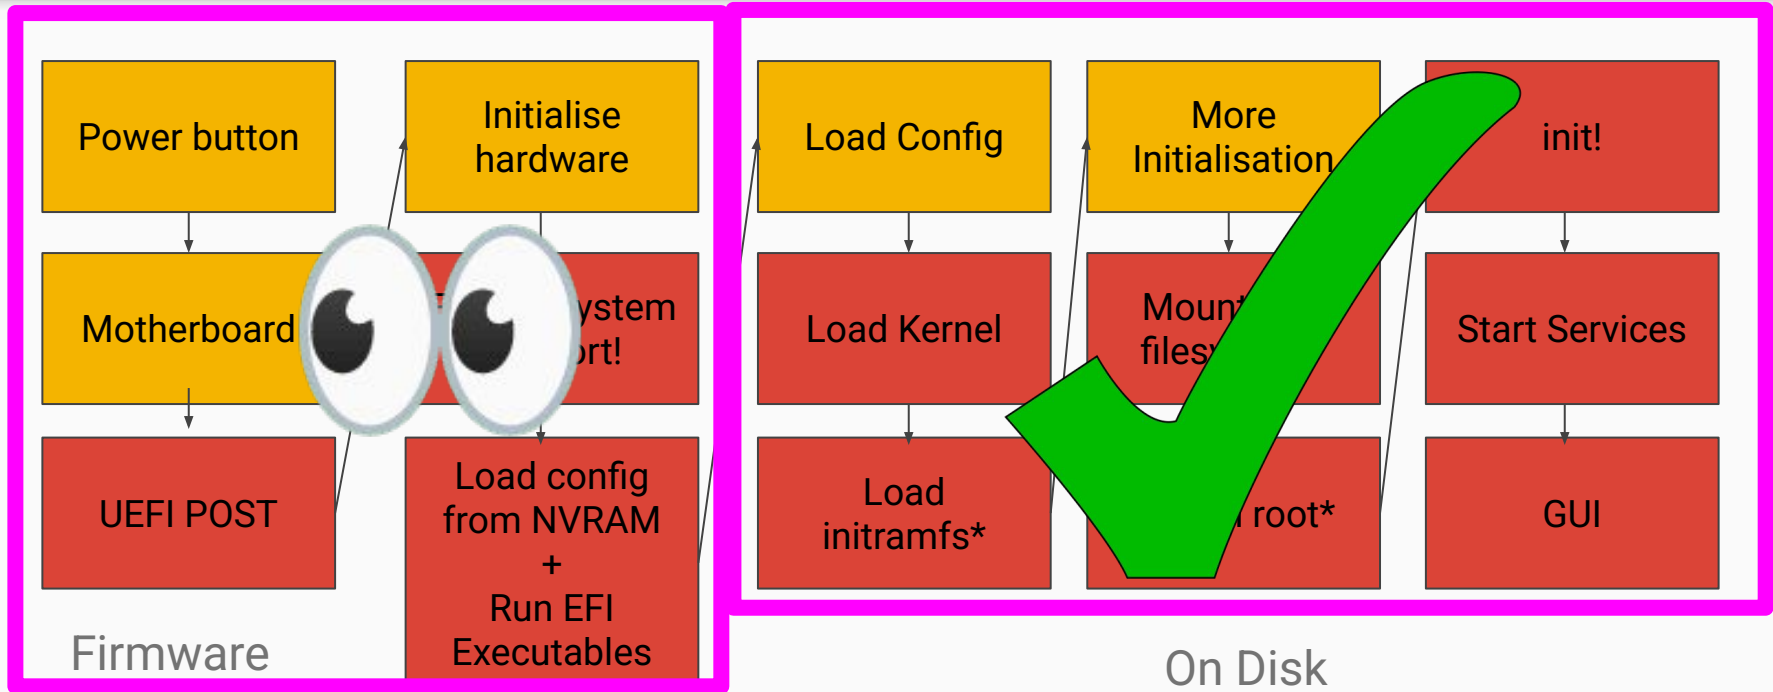 Power button
Motherboard
UEFI POST
Initialise
hardware
ystem
ort!
Load config
from NVRAM
+
Run EFI
Executables
Firmware
Load Config
Load Kernel
Load
initramfs*
More
Initialisation
Moun
files
root*
init!
Start Services
GUI
On Disk